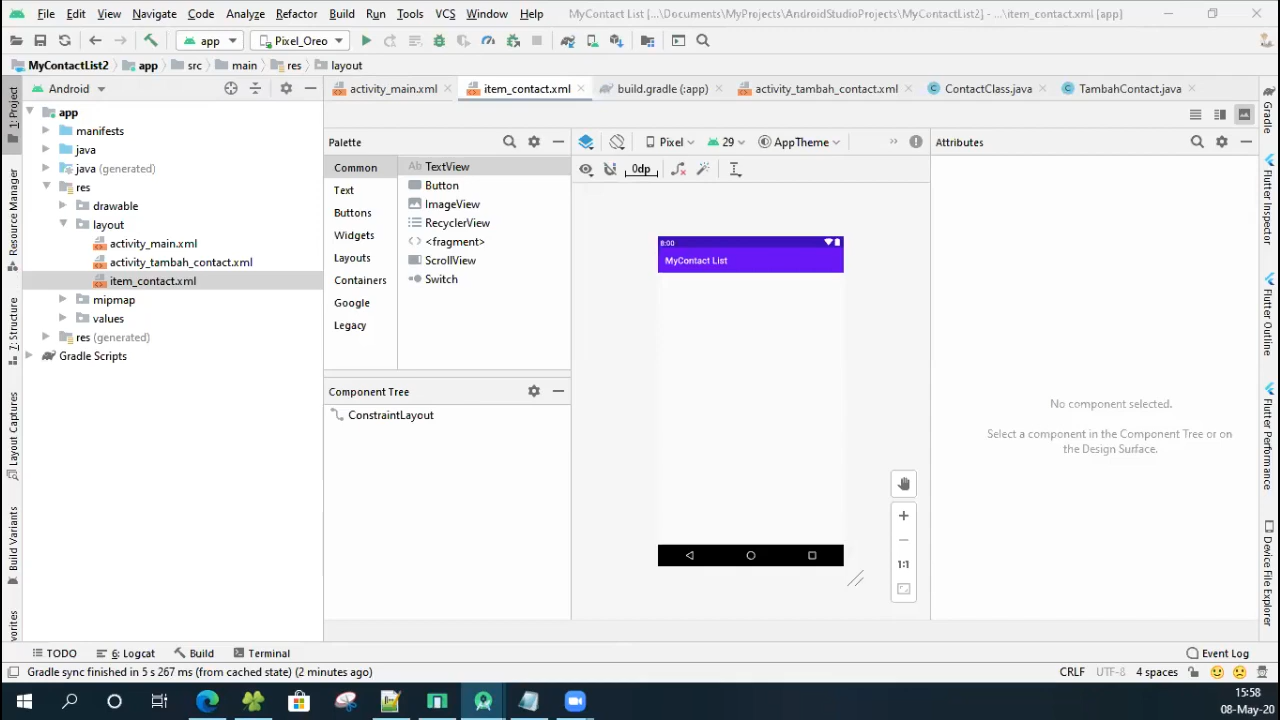 File Edit View Navigate Code Analyze Refactor Build Run Tools VCS Window Help MyContact List [...\Documents\MyProjects\AndroidStudioProjects\MyContactList2] - ...\item_contact.xml [app]
app Pixel_Oreo
MyContactList2 app src main res layout
Android activity_main.xml item_contact.xml build.gradle (:app) activity_tambah_contact.xml ContactClass.java TambahContact.java
1: Project
Resource Manager
7: Structure
Layout Captures
Build Variants
app
manifests
java
java (generated)
res
drawable
layout
activity_main.xml
activity_tambah_contact.xml
item_contact.xml
mipmap
values
res (generated)
Gradle Scripts
Palette
Common
Text
Buttons
Widgets
Layouts
Containers
Google
Legacy
Ab TextView
Button
ImageView
RecyclerView
<fragment>
ScrollView
Switch
Component Tree
ConstraintLayout
Pixel 29 AppTheme
0dp
8:00
MyContact List
1:1
Attributes
No component selected.
Select a component in the Component Tree or on
the Design Surface.
Gradle
Flutter Inspector
Flutter Outline
Flutter Performance
Device File Explorer
TODO 6: Logcat Build Terminal Event Log
Gradle sync finished in 5 s 267 ms (from cached state) (2 minutes ago) CRLF UTF-8 4 spaces
15:58
08-May-20